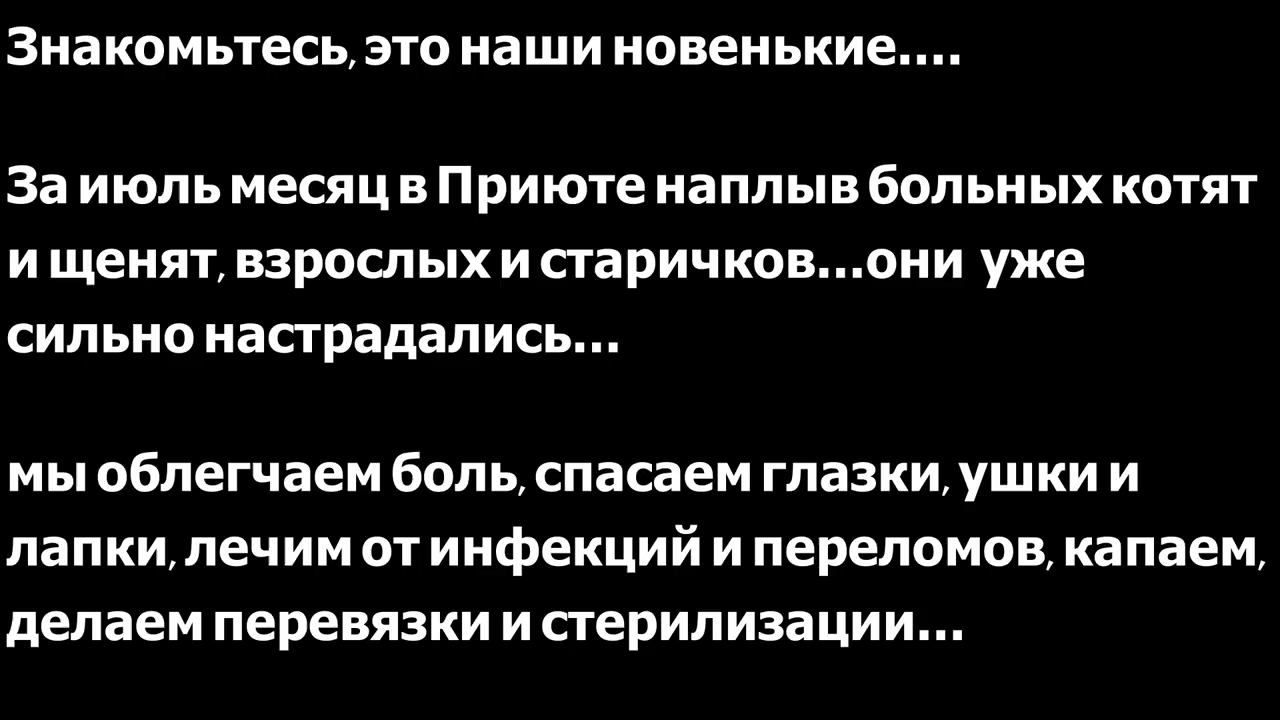 Знакомьтесь, это наши новенькие....
За июль месяц в Приюте наплыв больных котят
и щенят, взрослых и старичков...они  уже
сильно настрадались...
мы облегчаем боль, спасаем глазки, ушки и
лапки, лечим от инфекций и переломов, капаем,
делаем перевязки и стерилизации...